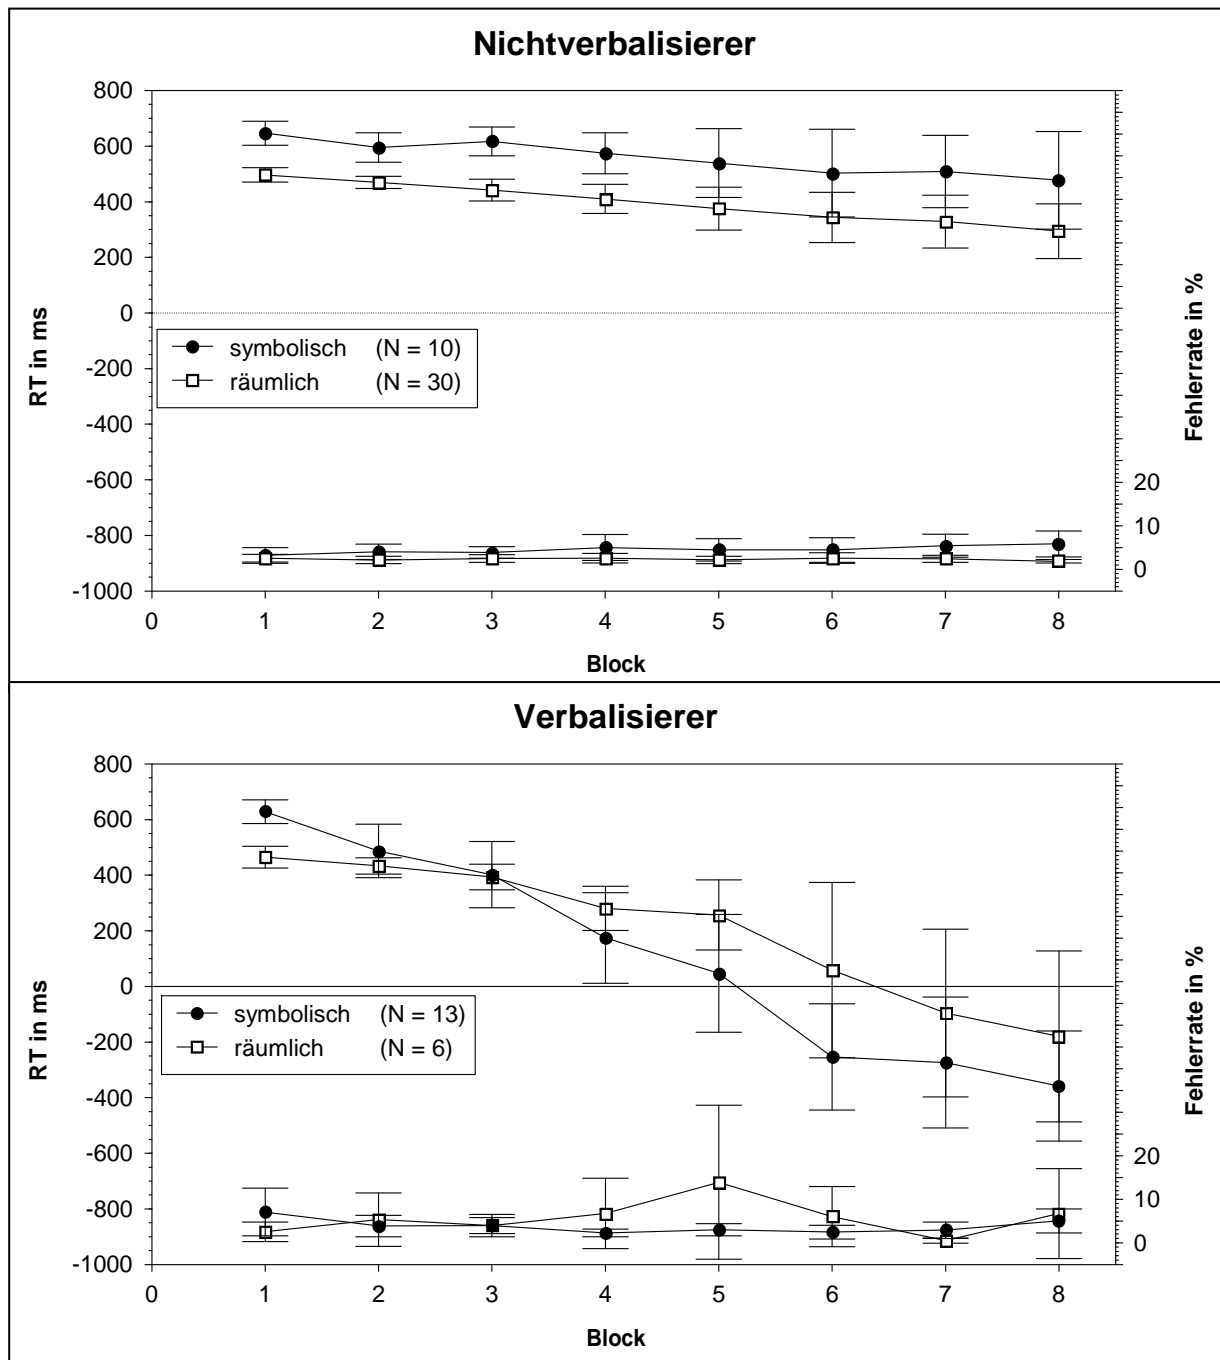 Nichtverbalisierer
800
600
400
200
0
-200
-400
-600
-800
-1000
RT in ms
symbolisch (N = 10)
räumlich (N = 30)
Fehlerrate in %
20
10
0
0 1 2 3 4 5 6 7 8
Block
Verbalisierer
800
600
400
200
0
-200
-400
-600
-800
-1000
RT in ms
symbolisch (N = 13)
räumlich (N = 6)
Fehlerrate in %
20
10
0
0 1 2 3 4 5 6 7 8
Block